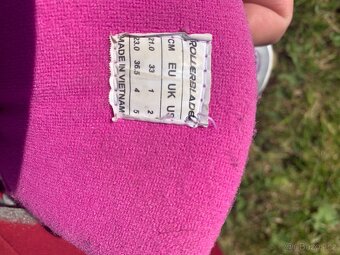 ROLLERBLADE
CM EU UK US
21.0 33 1 2
23.0 36.5 4 5
MADE IN VIETNAM